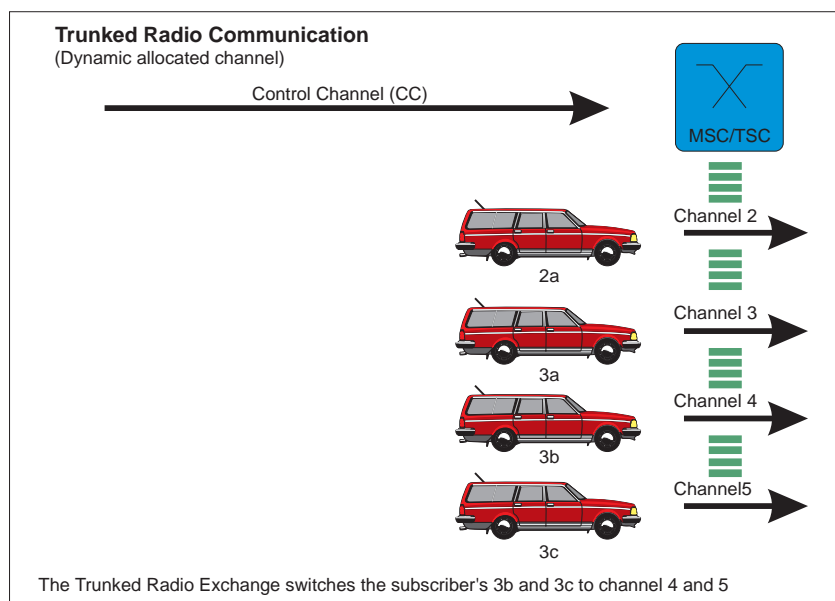 Trunked Radio Communication
(Dynamic allocated channel)
Control Channel (CC)
MSC/TSC
Channel 2
2a
Channel 3
3a
Channel 4
3b
Channel5
3c
The Trunked Radio Exchange switches the subscriber's 3b and 3c to channel 4 and 5